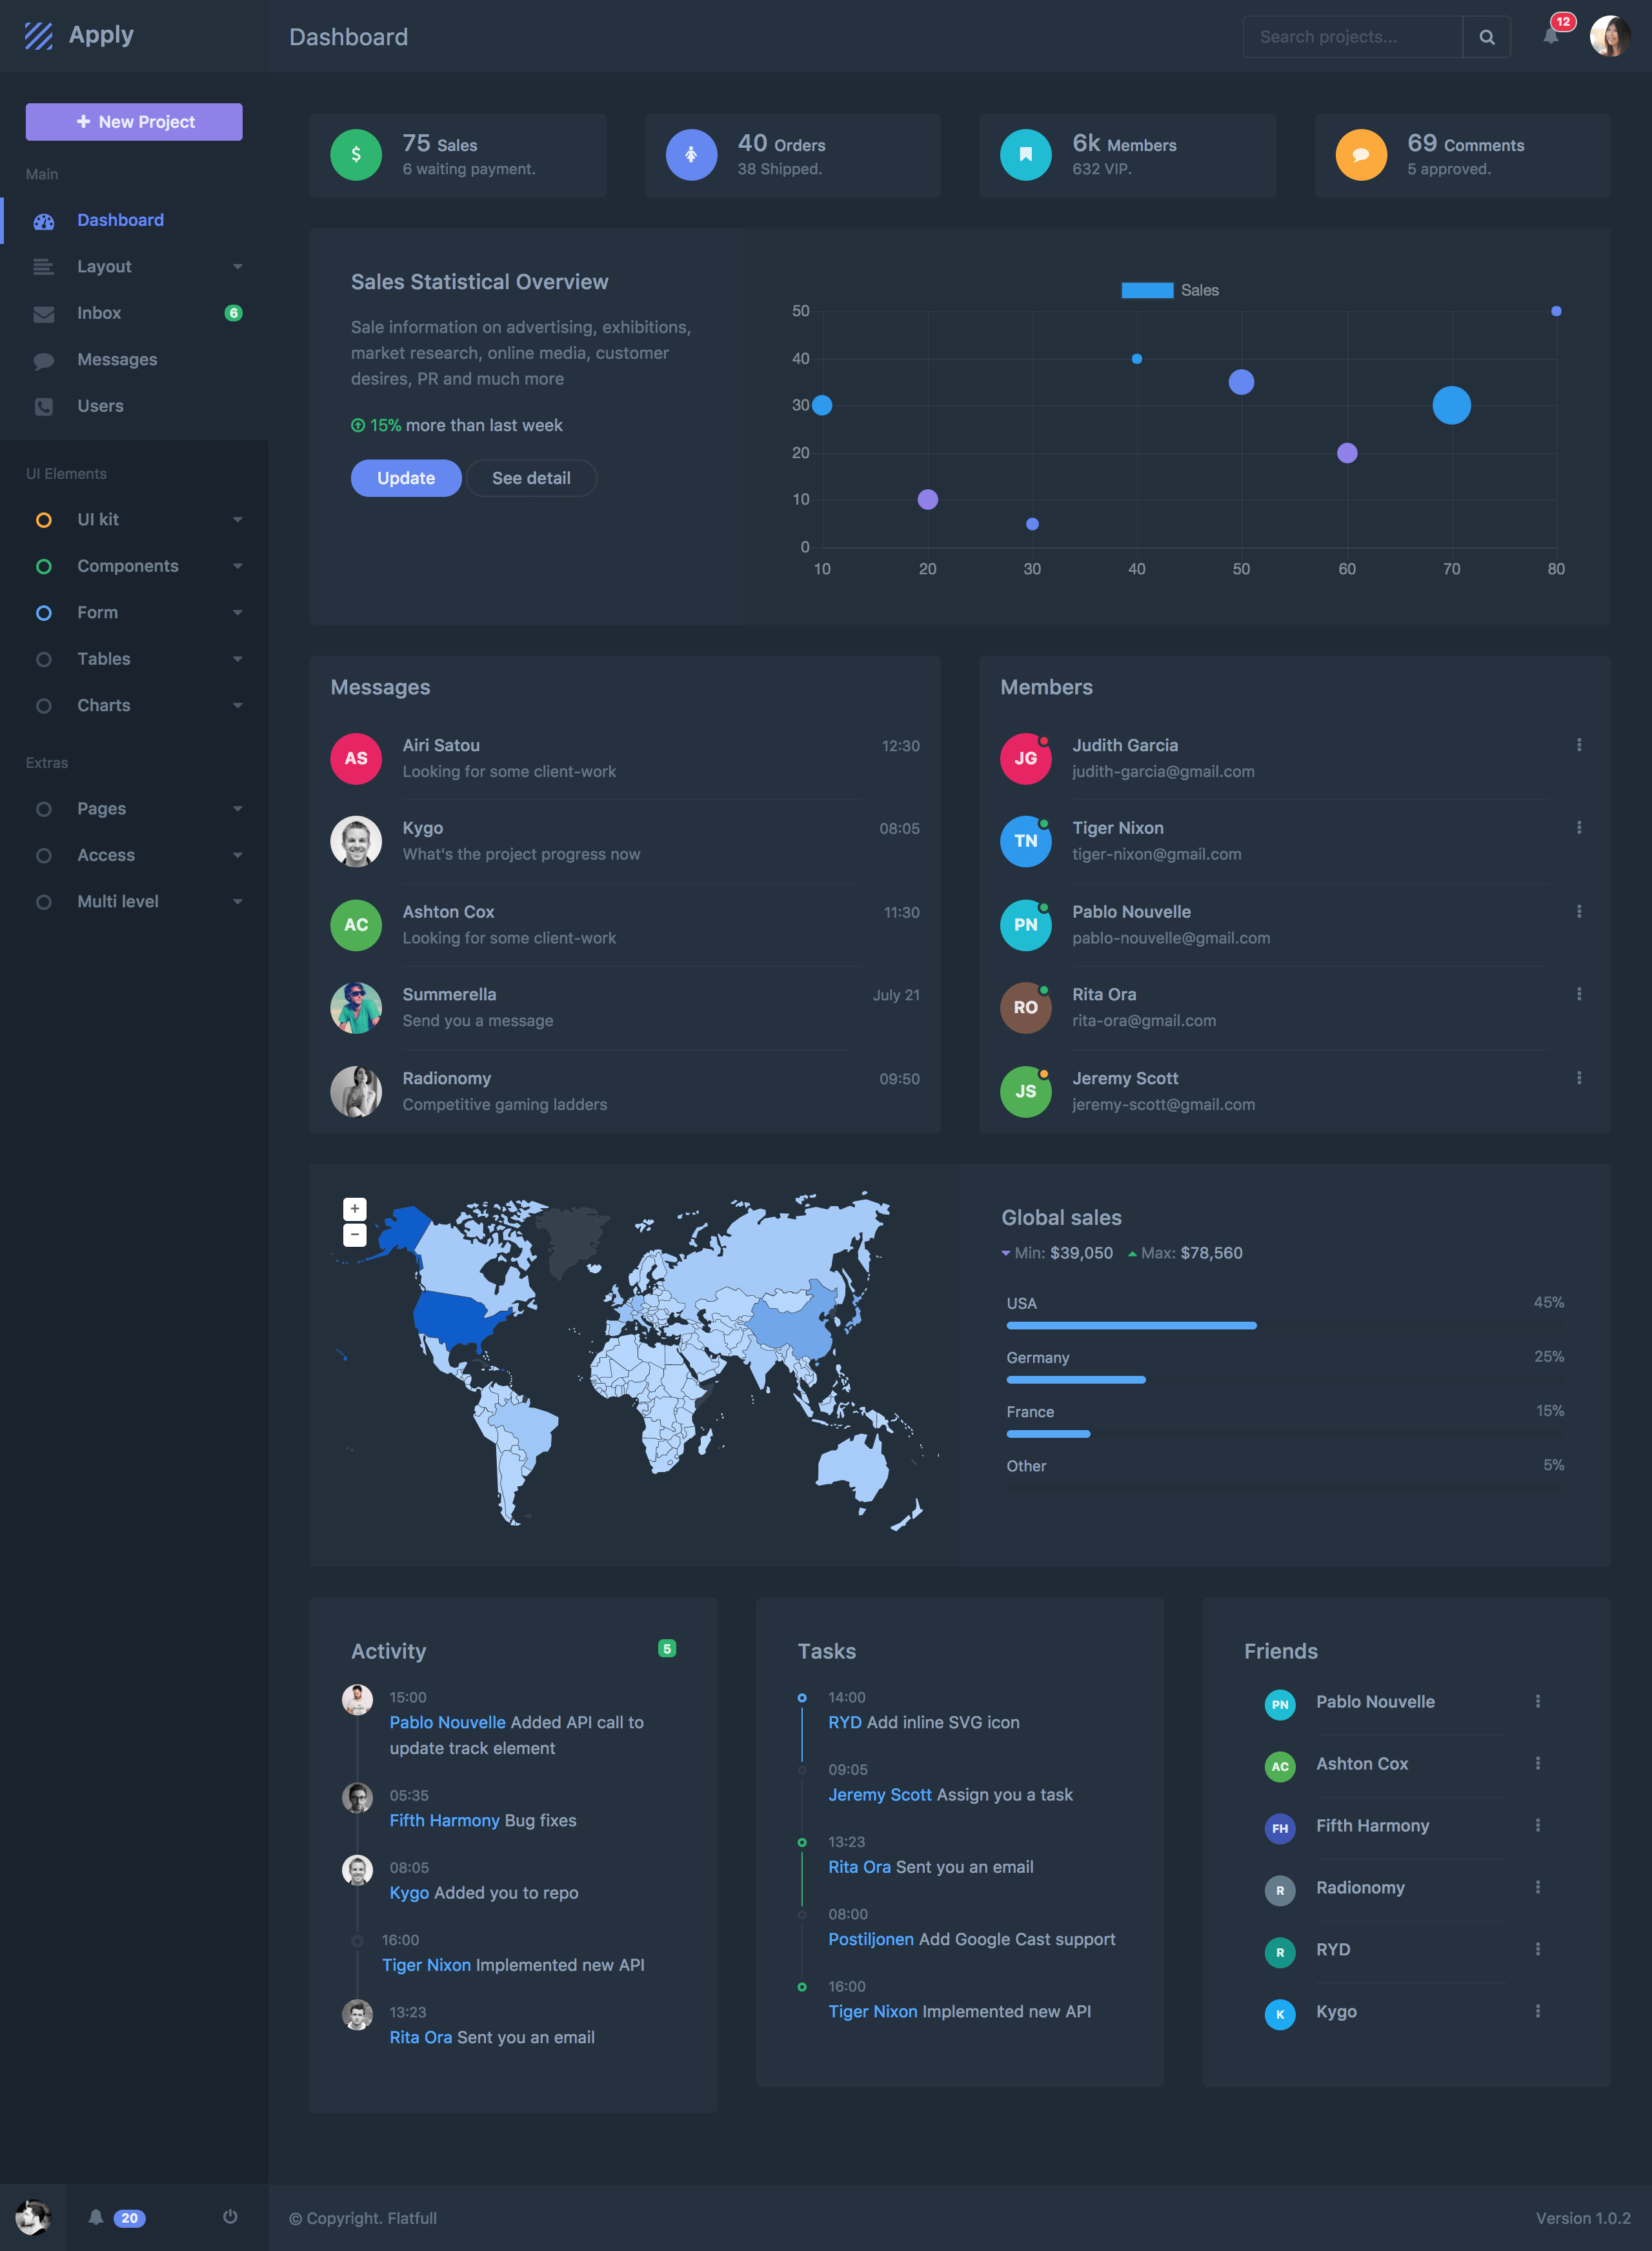 Apply
Dashboard
Search projects...
12
New Project
Main
Dashboard
Layout
Inbox
6
Messages
Users
UI Elements
UI kit
Components
Form
Tables
Charts
Extras
Pages
Access
Multi level
20
75 Sales
6 waiting payment.
40 Orders
38 Shipped.
6k Members
632 VIP.
69 Comments
5 approved.
Sales Statistical Overview
Sale information on advertising, exhibitions,
market research, online media, customer
desires, PR and much more
15% more than last week
Update
See detail
Sales
50
40
30
20
10
0
10 20 30 40 50 60 70 80
Messages
AS
Airi Satou
12:30
Looking for some client-work
Kygo
08:05
What's the project progress now
AC
Ashton Cox
11:30
Looking for some client-work
Summerella
July 21
Send you a message
Radionomy
09:50
Competitive gaming ladders
Members
JG
Judith Garcia
judith-garcia@gmail.com
TN
Tiger Nixon
tiger-nixon@gmail.com
PN
Pablo Nouvelle
pablo-nouvelle@gmail.com
RO
Rita Ora
rita-ora@gmail.com
JS
Jeremy Scott
jeremy-scott@gmail.com
+
−
Global sales
Min: $39,050 Max: $78,560
USA 45%
Germany 25%
France 15%
Other 5%
Activity
5
15:00
Pablo Nouvelle Added API call to
update track element
05:35
Fifth Harmony Bug fixes
08:05
Kygo Added you to repo
16:00
Tiger Nixon Implemented new API
13:23
Rita Ora Sent you an email
Tasks
14:00
RYD Add inline SVG icon
09:05
Jeremy Scott Assign you a task
13:23
Rita Ora Sent you an email
08:00
Postiljonen Add Google Cast support
16:00
Tiger Nixon Implemented new API
Friends
PN
Pablo Nouvelle
AC
Ashton Cox
FH
Fifth Harmony
R
Radionomy
R
RYD
K
Kygo
© Copyright. Flatfull
Version 1.0.2